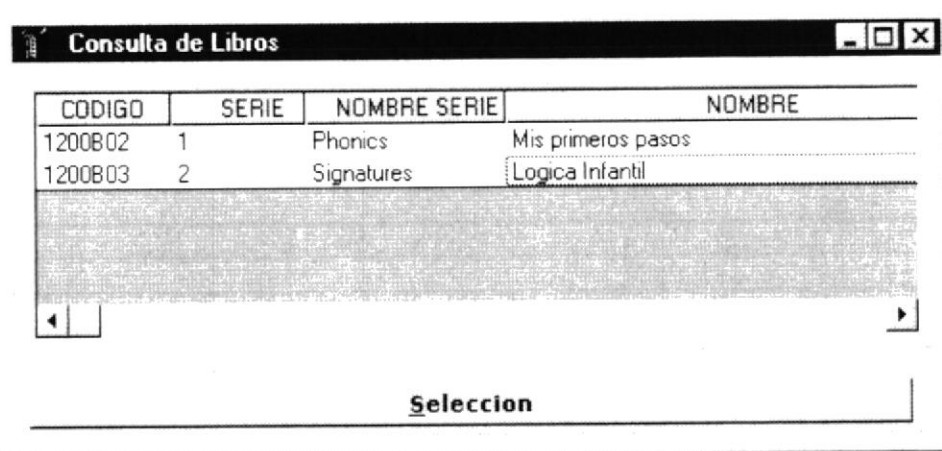 Consulta de Libros
CODIGO SERIE NOMBRE SERIE NOMBRE
1200B02 1 Phonics Mis primeros pasos
1200B03 2 Signatures Logica Infantil
Seleccion